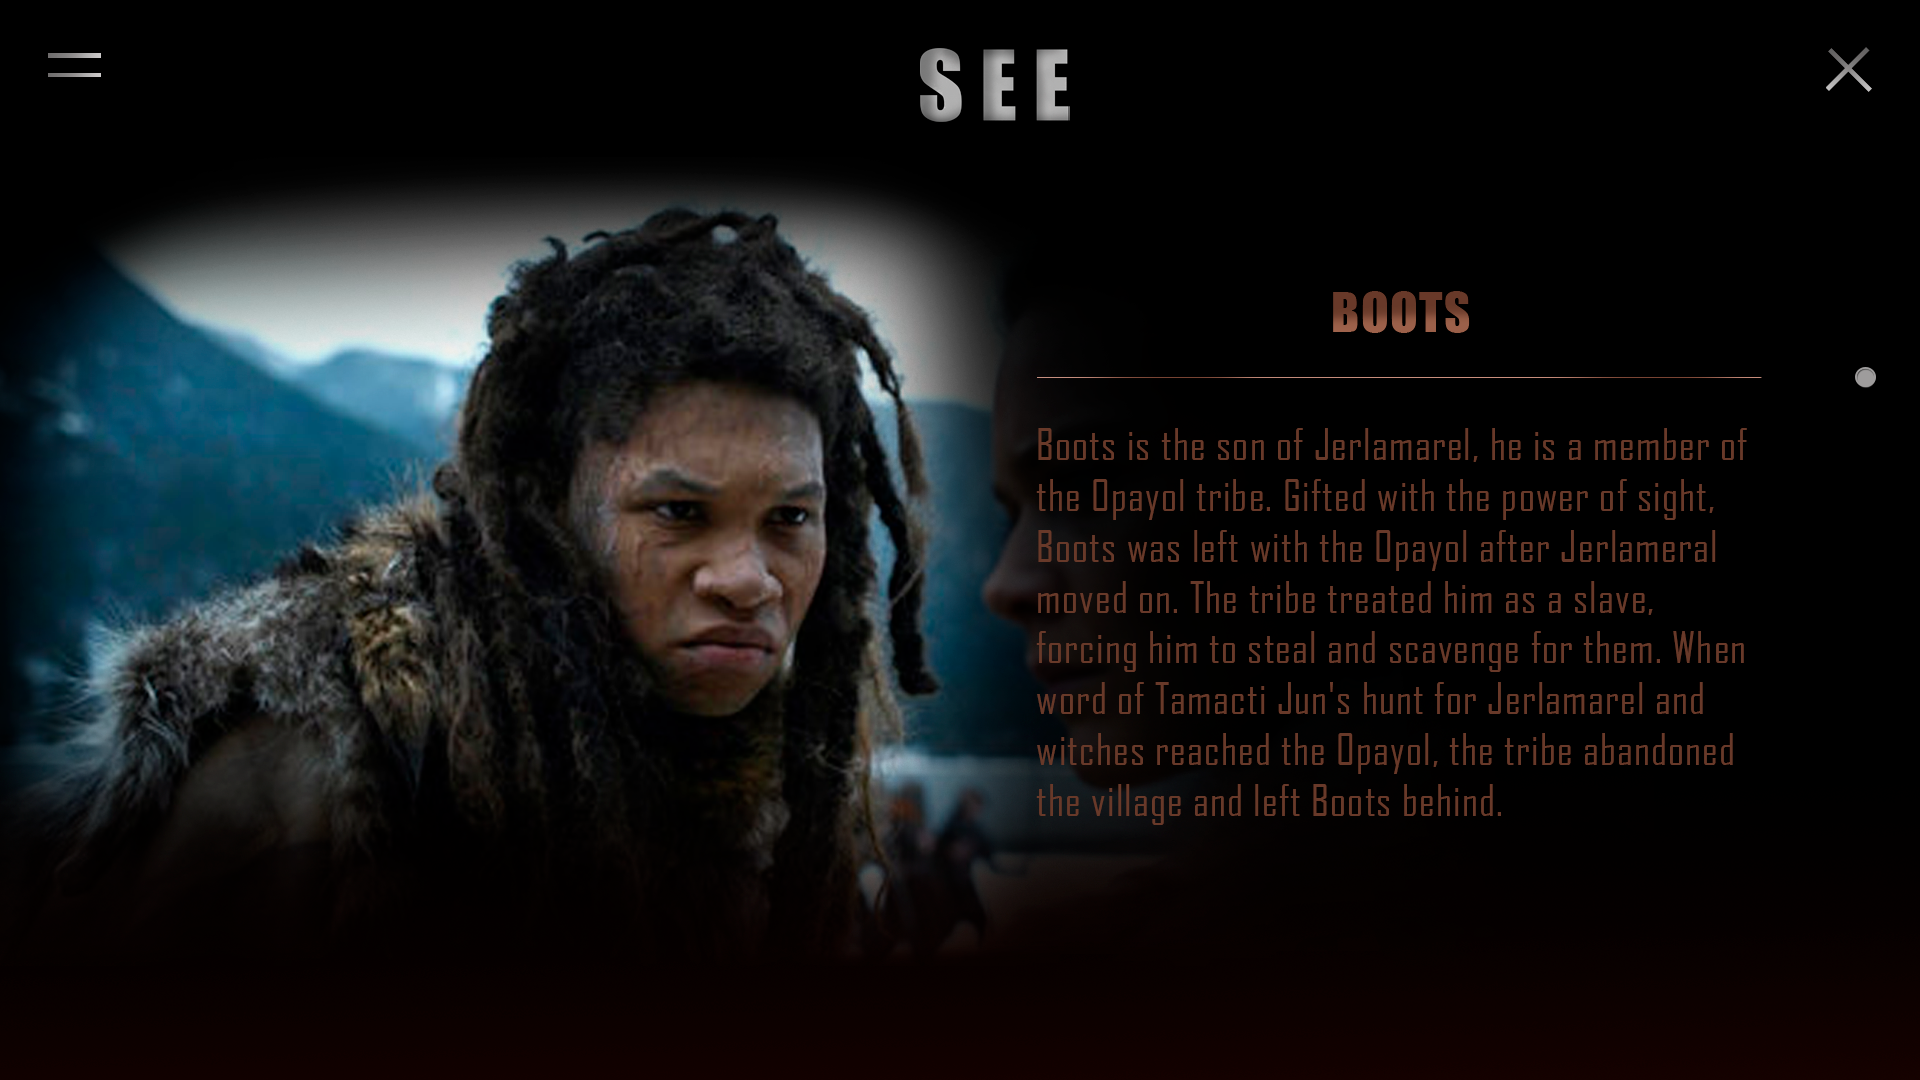 SEE
BOOTS
Boots is the son of Jerlamarel, he is a member of
the Opayol tribe. Gifted with the power of sight,
Boots was left with the Opayol after Jerlameral
moved on. The tribe treated him as a slave,
forcing him to steal and scavenge for them. When
word of Tamacti Jun's hunt for Jerlamarel and
witches reached the Opayol, the tribe abandoned
the village and left Boots behind.